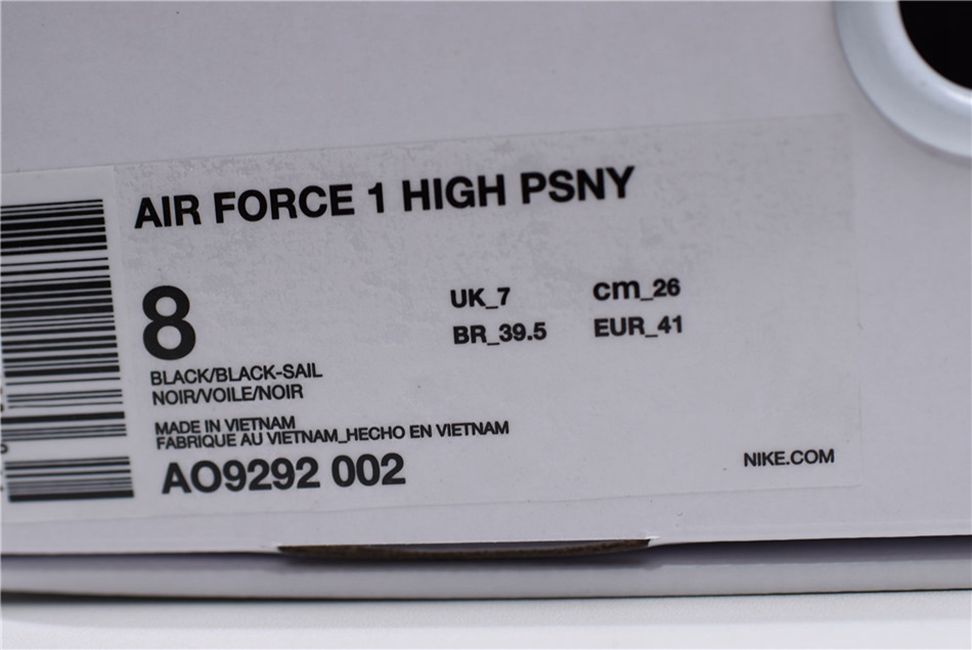 AIR FORCE 1 HIGH PSNY
8
UK_7 cm_26
BR_39.5 EUR_41
BLACK/BLACK-SAIL
NOIR/VOILE/NOIR
MADE IN VIETNAM
FABRIQUE AU VIETNAM_HECHO EN VIETNAM
AO9292 002
NIKE.COM